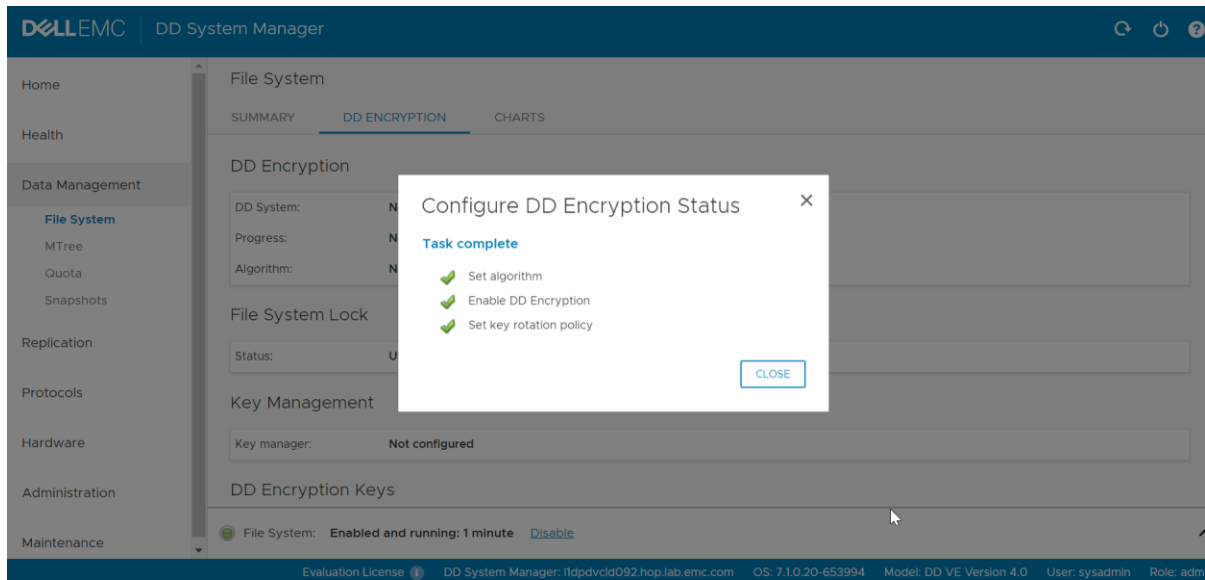 DELLEMC DD System Manager
Home
Health
Data Management
File System
MTree
Quota
Snapshots
Replication
Protocols
Hardware
Administration
Maintenance
File System
SUMMARY DD ENCRYPTION CHARTS
DD Encryption
DD System: N
Progress: N
Algorithm: N
File System Lock
Status: U
Key Management
Key manager: Not configured
DD Encryption Keys
Configure DD Encryption Status
Task complete
Set algorithm
Enable DD Encryption
Set key rotation policy
CLOSE
File System: Enabled and running: 1 minute Disable
Evaluation License DD System Manager: l1dpdvcld092.hop.lab.emc.com OS: 7.1.0.20-653994 Model: DD VE Version 4.0 User: sysadmin Role: adm